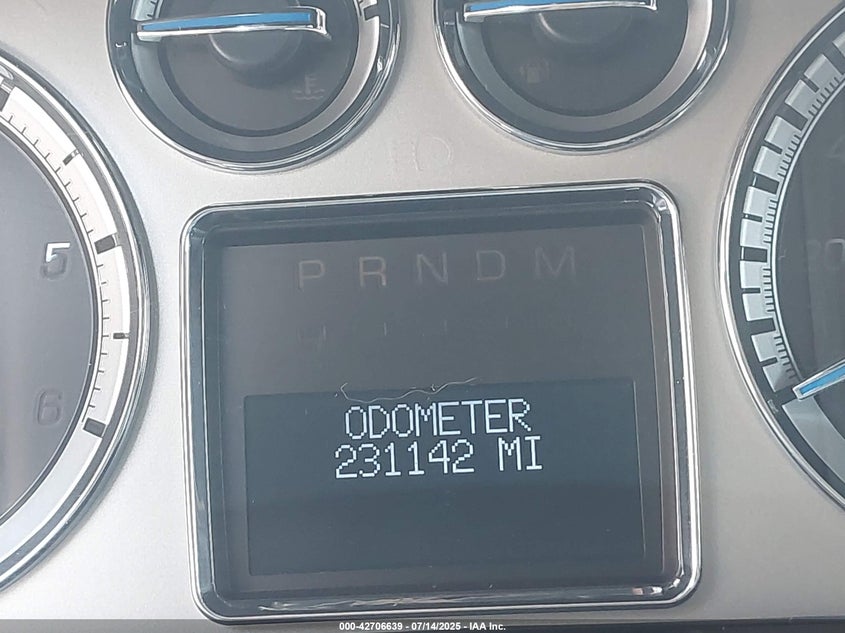 5
6
P R N D M
ODOMETER
231142 MI
000-42706639 - 07/14/2025 - IAA Inc.